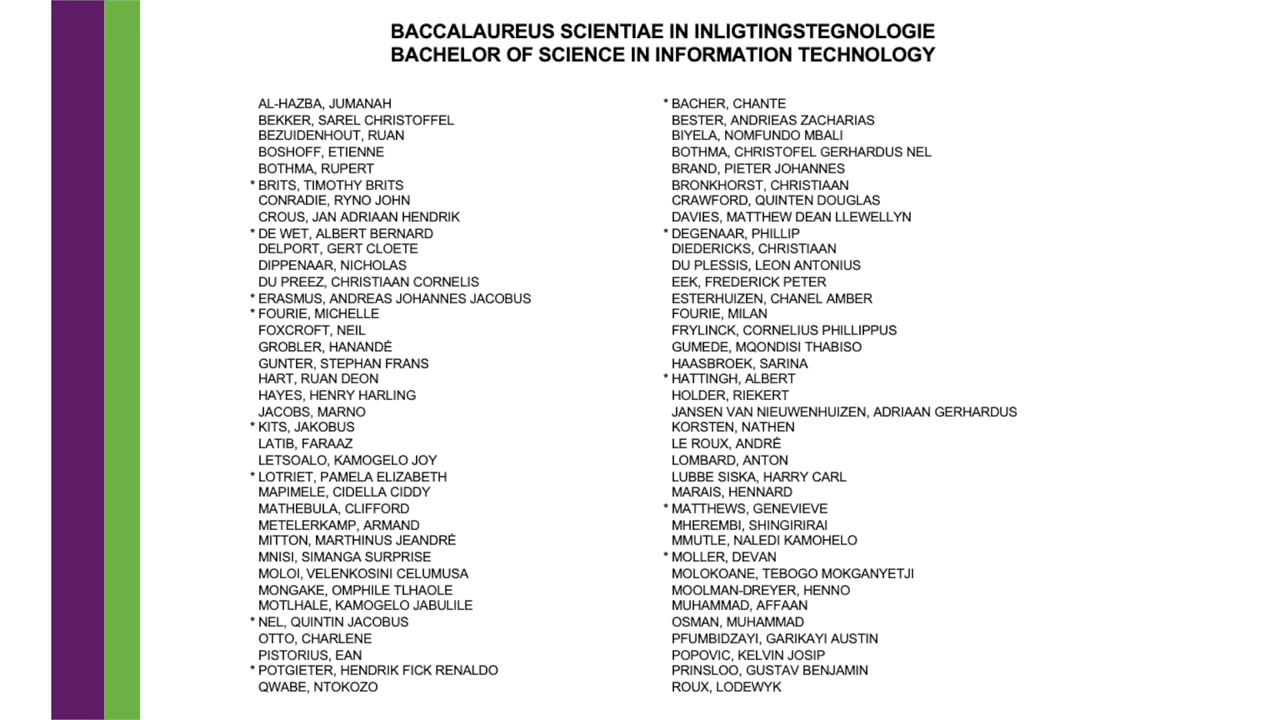 BACCALAUREUS SCIENTIAE IN INLIGTINGSTEGNOLOGIE
BACHELOR OF SCIENCE IN INFORMATION TECHNOLOGY
AL-HAZBA, JUMANAH
BEKKER, SAREL CHRISTOFFEL
BEZUIDENHOUT, RUAN
BOSHOFF, ETIENNE
BOTHMA, RUPERT
* BRITS, TIMOTHY BRITS
CONRADIE, RYNO JOHN
CROUS, JAN ADRIAAN HENDRIK
* DE WET, ALBERT BERNARD
DELPORT, GERT CLOETE
DIPPENAAR, NICHOLAS
DU PREEZ, CHRISTIAAN CORNELIS
* ERASMUS, ANDREAS JOHANNES JACOBUS
* FOURIE, MICHELLE
FOXCROFT, NEIL
GROBLER, HANANDÉ
GUNTER, STEPHAN FRANS
HART, RUAN DEON
HAYES, HENRY HARLING
JACOBS, MARNO
* KITS, JAKOBUS
LATIB, FARAAZ
LETSOALO, KAMOGELO JOY
* LOTRIET, PAMELA ELIZABETH
MAPIMELE, CIDELLA CIDDY
MATHEBULA, CLIFFORD
METELERKAMP, ARMAND
MITTON, MARTHINUS JEANDRÉ
MNISI, SIMANGA SURPRISE
MOLOI, VELENKOSINI CELUMUSA
MONGAKE, OMPHILE TLHAOLE
MOTLHALE, KAMOGELO JABULILE
* NEL, QUINTIN JACOBUS
OTTO, CHARLENE
PISTORIUS, EAN
* POTGIETER, HENDRIK FICK RENALDO
QWABE, NTOKOZO
* BACHER, CHANTE
BESTER, ANDRIEAS ZACHARIAS
BIYELA, NOMFUNDO MBALI
BOTHMA, CHRISTOFEL GERHARDUS NEL
BRAND, PIETER JOHANNES
BRONKHORST, CHRISTIAAN
CRAWFORD, QUINTEN DOUGLAS
DAVIES, MATTHEW DEAN LLEWELLYN
* DEGENAAR, PHILLIP
DIEDERICKS, CHRISTIAAN
DU PLESSIS, LEON ANTONIUS
EEK, FREDERICK PETER
ESTERHUIZEN, CHANEL AMBER
FOURIE, MILAN
FRYLINCK, CORNELIUS PHILLIPPUS
GUMEDE, MQONDISI THABISO
HAASBROEK, SARINA
* HATTINGH, ALBERT
HOLDER, RIEKERT
JANSEN VAN NIEUWENHUIZEN, ADRIAAN GERHARDUS
KORSTEN, NATHEN
LE ROUX, ANDRÉ
LOMBARD, ANTON
LUBBE SISKA, HARRY CARL
MARAIS, HENNARD
* MATTHEWS, GENEVIEVE
MHEREMBI, SHINGIRIRAI
MMUTLE, NALEDI KAMOHELO
* MOLLER, DEVAN
MOLOKOANE, TEBOGO MOKGANYETJI
MOOLMAN-DREYER, HENNO
MUHAMMAD, AFFAAN
OSMAN, MUHAMMAD
PFUMBIDZAYI, GARIKAYI AUSTIN
POPOVIC, KELVIN JOSIP
PRINSLOO, GUSTAV BENJAMIN
ROUX, LODEWYK